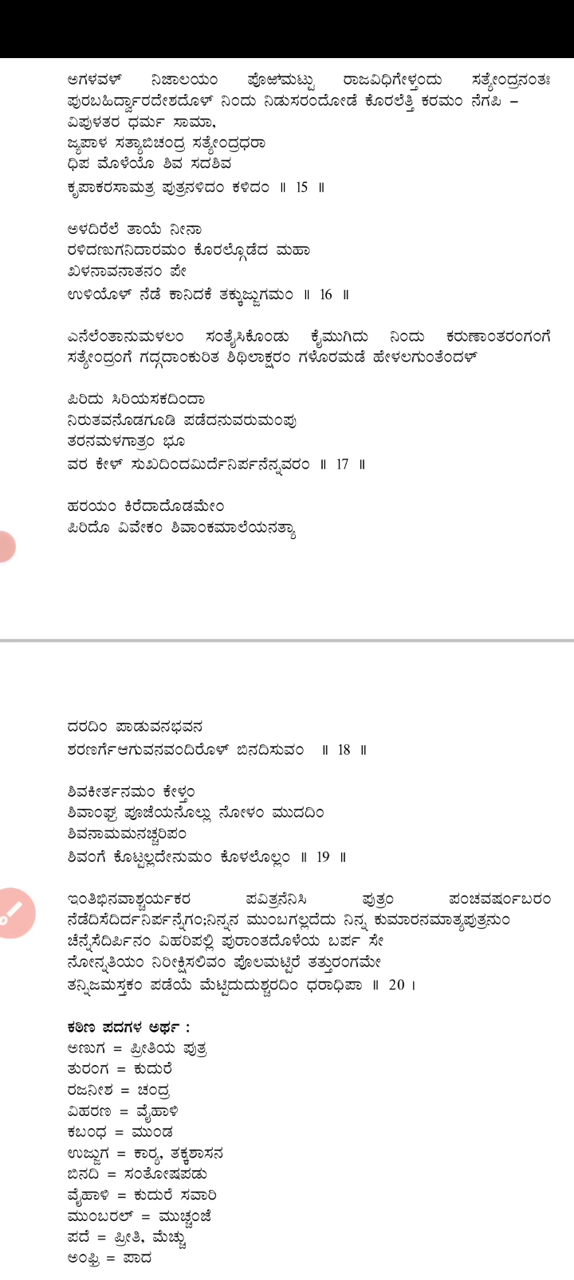 ಅಗಳವಳ್ ನಿಜಾಲಯಂ ಪೊಱಮಟ್ಟು ರಾಜವಿಧಿಗೇಳ್ತಂದು ಸತ್ಯೇಂದ್ರನಂತಃ
ಪುರಬಹಿರ್ದ್ವಾರದೇಶದೊಳ್ ನಿಂದು ನಿಡುಸರಂದೋಡೆ ಕೊರಲೆತ್ತಿ ಕರಮಂ ನೆಗಪಿ –
ವಿಪುಳತರ ಧರ್ಮ ಸಾಮಾ,
ಜ್ಯಪಾಳ ಸತ್ಯಾಬಿಚಂದ್ರ ಸತ್ಯೇಂದ್ರಧರಾ
ಧಿಪ ಮೊಳೆಯೊ ಶಿವ ಸದಶಿವ
ಕೃಪಾಕರಸಾಮತ್ರ ಪುತ್ರನಳಿದಂ ಕಳಿದಂ ॥ 15 ॥
ಅಳದಿರೆಲೆ ತಾಯೆ ನೀನಾ
ರಳಿದಣುಗನಿದಾರಮಂ ಕೊರಲ್ಗೊಡೆದ ಮಹಾ
ಖಳನಾವನಾತನಂ ಪೇ
ಉಳಿಯೊಳ್ ನೆಡೆ ಕಾನಿದಕೆ ತಕ್ಕುಜ್ಜುಗಮಂ ॥ 16 ॥
ಎನೆಲೆಂತಾನುಮಳಲಂ ಸಂತೈಸಿಕೊಂಡು ಕೈಮುಗಿದು ನಿಂದು ಕರುಣಾಂತರಂಗಂಗೆ
ಸತ್ಯೇಂದ್ರಂಗೆ ಗದ್ಗದಾಂಕುರಿತ ಶಿಥಿಲಾಕ್ಷರಂ ಗಳೊರಮಡೆ ಹೇಳಲಗುಂತೆಂದಳ್
ಪಿರಿದು ಸಿರಿಯಸಕದಿಂದಾ
ನಿರುತವನೊಡಗೂಡಿ ಪಡೆದನುವರುಮಂಪು
ತರನಮಳಗಾತ್ರಂ ಭೂ
ವರ ಕೇಳ್ ಸುಖದಿಂದಮಿರ್ದೆನಿರ್ಪನೆನ್ನವರಂ ॥ 17 ॥
ಹರಯಂ ಕಿರೆದಾದೊಡಮೇಂ
ಪಿರಿದೊ ವಿವೇಕಂ ಶಿವಾಂಕಮಾಲೆಯನತ್ಯಾ
ದರದಿಂ ಪಾಡುವನಭವನ
ಶರಣರ್ಗೆಆಗುವನವಂದಿರೊಳ್ ಬಿನದಿಸುವಂ ॥ 18 ॥
ಶಿವಕೀರ್ತನಮಂ ಕೇಳ್ತಂ
ಶಿವಾಂಘ್ರ ಪೂಜೆಯನೊಲ್ಲು ನೋಳಂ ಮುದದಿಂ
ಶಿವನಾಮಮನಚ್ಚರಿಪಂ
ಶಿವಂಗೆ ಕೊಟ್ಟಲ್ಲದೇನುಮಂ ಕೊಳಲೊಲ್ಲಂ ॥ 19 ॥
ಇಂತಿಭಿನವಾಶ್ಚರ್ಯಕರ ಪವಿತ್ರನೆನಿಸಿ ಪುತ್ರಂ ಪಂಚವರ್ಷಂಬರಂ
ನೆಡೆದಿಸೆದಿರ್ದನಿರ್ಪನ್ನೆಗಂ;ನಿನ್ನನ ಮುಂಬಗಲ್ಲದೆದು ನಿನ್ನ ಕುಮಾರನಮಾತ್ಯಪುತ್ರನುಂ
ಚೆನ್ನೆಸೆದಿರ್ಪಿನಂ ವಿಹರಿಪಲ್ಲಿ ಪುರಾಂತದೊಳೆಯ ಬರ್ಪ ಸೇ
ನೋನ್ನತಿಯಂ ನಿರೀಕ್ಷಿಸಲಿವಂ ಪೊಲಮಟ್ಟಿರೆ ತತ್ತುರಂಗಮೇ
ತನ್ನಿಜಮಸ್ತಕಂ ಪಡೆಯೆ ಮೆಟ್ಟಿದುದುಶ್ಚರದಿಂ ಧರಾಧಿಪಾ ॥ 20 ।
ಕಠಿಣ ಪದಗಳ ಅರ್ಥ :
ಅಣುಗ = ಪ್ರೀತಿಯ ಪುತ್ರ
ತುರಂಗ = ಕುದುರೆ
ರಜನೀಶ = ಚಂದ್ರ
ವಿಹರಣ = ವೈಹಾಳಿ
ಕಬಂಧ = ಮುಂಡ
ಉಜ್ಜುಗ = ಕಾರ‍್ಯ, ತಕ್ಕಶಾಸನ
ಬಿನದಿ = ಸಂತೋಷಪಡು
ವೈಹಾಳಿ = ಕುದುರೆ ಸವಾರಿ
ಮುಂಬರಲ್ = ಮುಚ್ಚಂಜೆ
ಪದೆ = ಪ್ರೀತಿ, ಮೆಚ್ಚು
ಅಂಘ್ರಿ = ಪಾದ